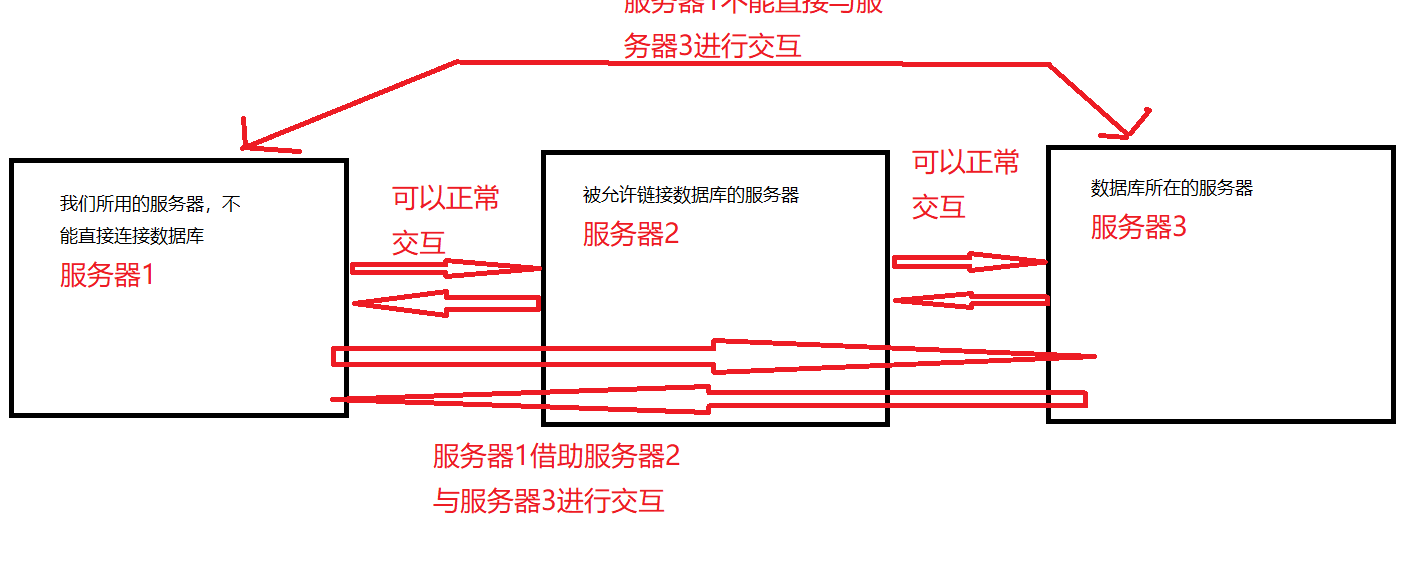 服务器1不能直接与服
务器3进行交互
可以正常
交互
可以正常
交互
我们所用的服务器，不
能直接连接数据库
服务器1
被允许链接数据库的服务器
服务器2
数据库所在的服务器
服务器3
服务器1借助服务器2
与服务器3进行交互